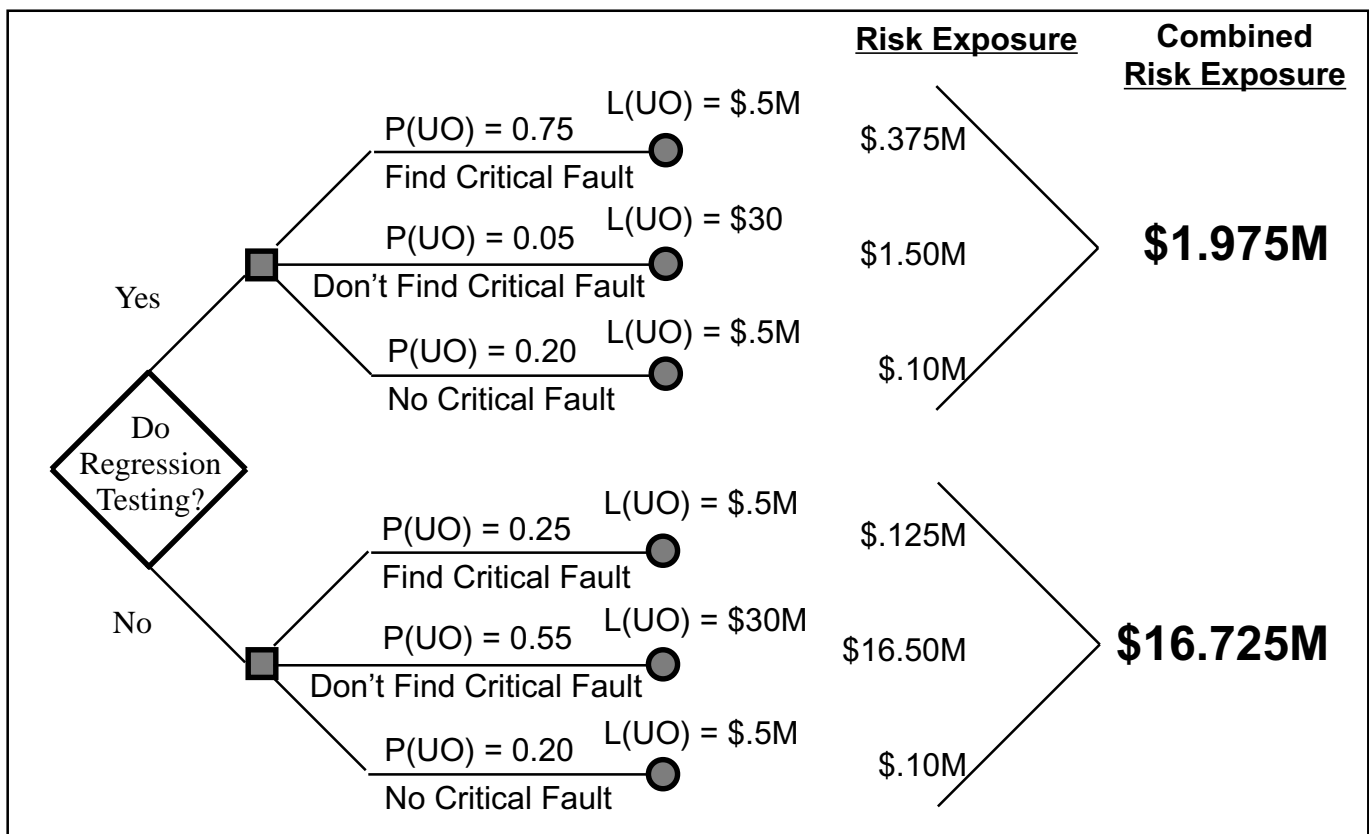 Risk Exposure
Combined
Risk Exposure
L(UO) = $.5M
P(UO) = 0.75
Find Critical Fault
$.375M
L(UO) = $30
P(UO) = 0.05
Don't Find Critical Fault
$1.50M
$1.975M
Yes
L(UO) = $.5M
P(UO) = 0.20
No Critical Fault
$.10M
Do
Regression
Testing?
L(UO) = $.5M
P(UO) = 0.25
Find Critical Fault
$.125M
No
L(UO) = $30M
P(UO) = 0.55
Don't Find Critical Fault
$16.50M
$16.725M
L(UO) = $.5M
P(UO) = 0.20
No Critical Fault
$.10M